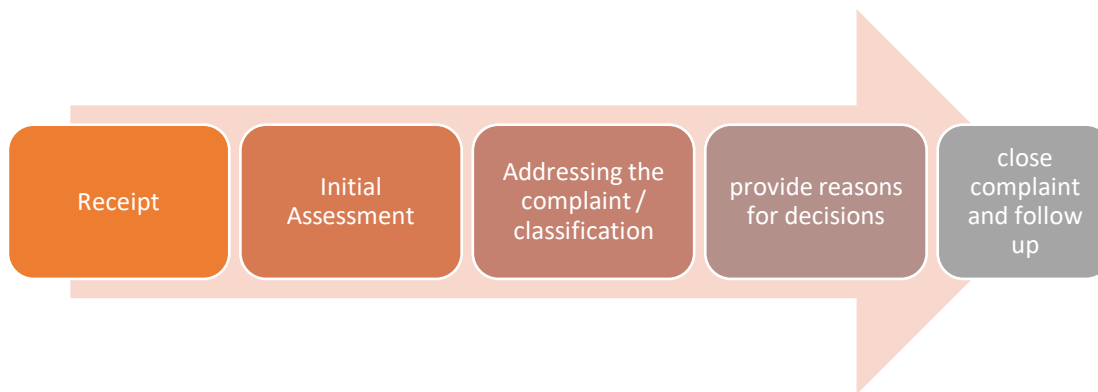 Receipt
Initial
Assessment
Addressing the
complaint /
classification
provide reasons
for decisions
close
complaint
and follow
up